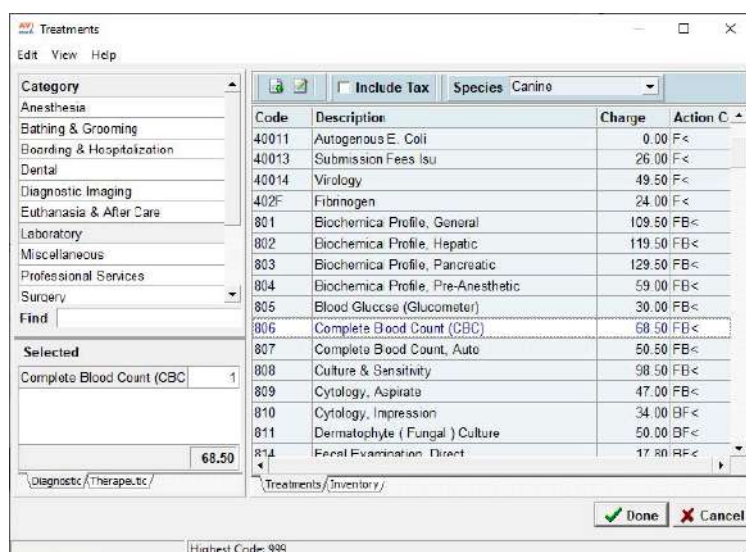 AVI Treatments
Edit View Help
Category
Anesthesia
Bathing & Grooming
Boarding & Hospitalization
Dental
Diagnostic Imaging
Euthanasia & After Care
Laboratory
Miscellaneous
Professional Services
Surgery
Find
Selected
Complete Blood Count (CBC 1
68.50
Diagnostic Therapeutic
Include Tax Species Canine
Code Description Charge Action C
40011 Autogenous E. Coli 0.00 F<
40013 Submission Fees Isu 26.00 F<
40014 Virology 49.50 F<
402F Fibrinogen 24.00 F<
801 Biochemical Profile, General 109.50 FB<
802 Biochemical Profile, Hepatic 119.50 FB<
803 Biochemical Profile, Pancreatic 129.50 FB<
804 Biochemical Profile, Pre-Anesthetic 59.00 FB<
805 Blood Glucose (Glucometer) 30.00 FB<
806 Complete Blood Count (CBC) 68.50 FB<
807 Complete Blood Count, Auto 50.50 FB<
808 Culture & Sensitivity 98.50 FB<
809 Cytology, Aspirate 47.00 FB<
810 Cytology, Impression 34.00 BF<
811 Dermatophyte ( Fungal ) Culture 50.00 BF<
814 Fecal Examination, Direct 17.80 BF<
Treatments Inventory
Done Cancel
Highest Code: 999